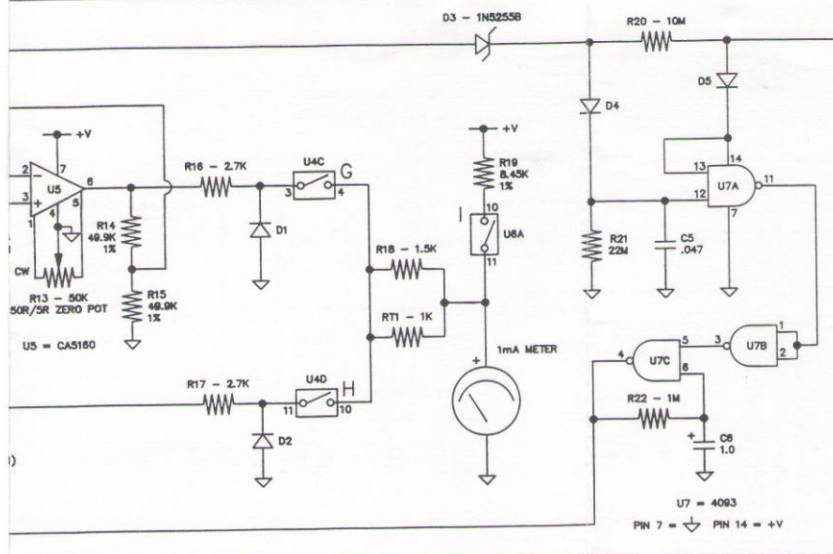 D3 - 1N5255B
R20 - 10M
D5
D4
+V
+V
R19
8.45K
1%
2
7
6
U5
3
4
5
1
R16 - 2.7K
U4C
G
3
4
14
13
U7A
11
12
7
I
10
U6A
11
R14
49.9K
1%
D1
R18 - 1.5K
R21
22M
C5
.047
CW
R13 - 50K
50R/5R ZERO POT
R15
49.9K
1%
RT1 - 1K
U5 = CA5160
1mA METER
+
4
U7C
5
6
3
U7B
1
2
R17 - 2.7K
U4D
H
11
10
D2
R22 - 1M
+
C6
1.0
)
U7 = 4093
PIN 7 =
PIN 14 = +V